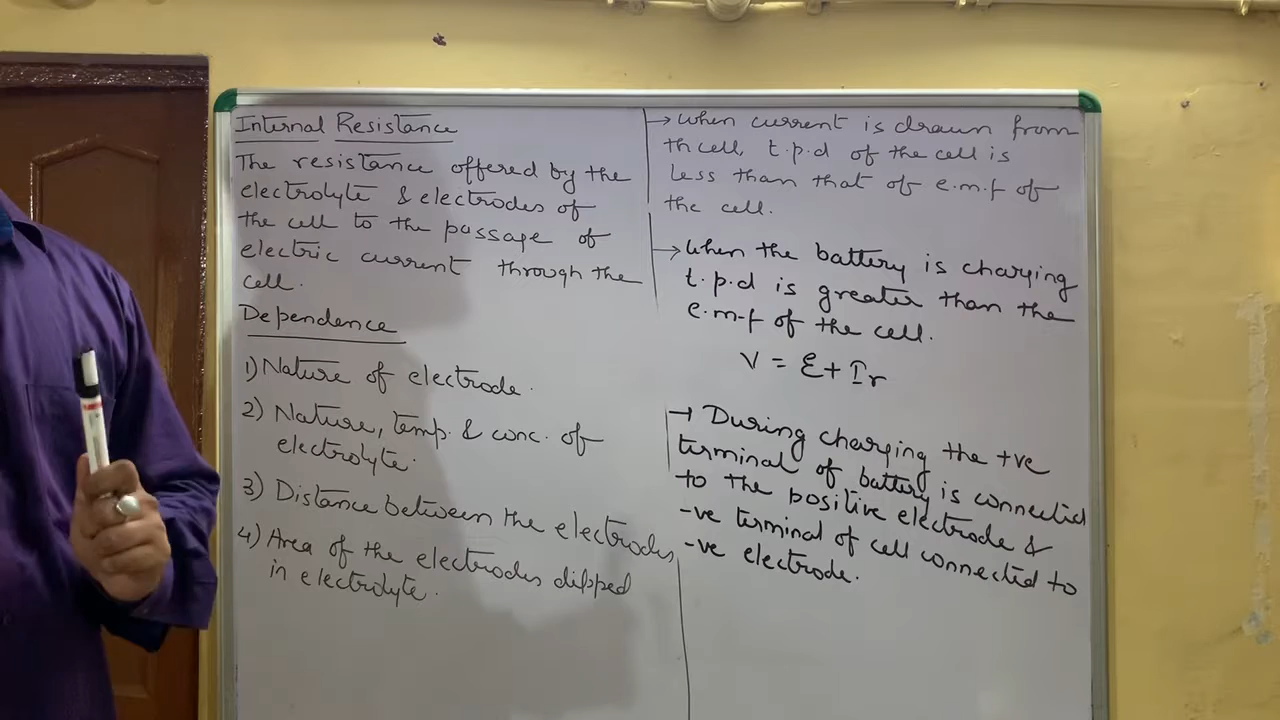 Internal Resistance
The resistance offered by the
electrolyte & electrodes of
the cell to the passage of
electric current through the
cell.
Dependence
1) Nature of electrode.
2) Nature, temp. & conc. of
electrolyte.
3) Distance between the electrodes
4) Area of the electrodes dipped
in electrolyte.
→ When current is drawn from
th cell, t.p.d of the cell is
less than that of e.m.f of
the cell.
→ When the battery is charging
t.p.d is greater than the
e.m.f of the cell.
V = ℰ + Ir
→ During charging the +ve
terminal of battery is connected
to the positive electrode &
-ve terminal of cell connected to
-ve electrode.